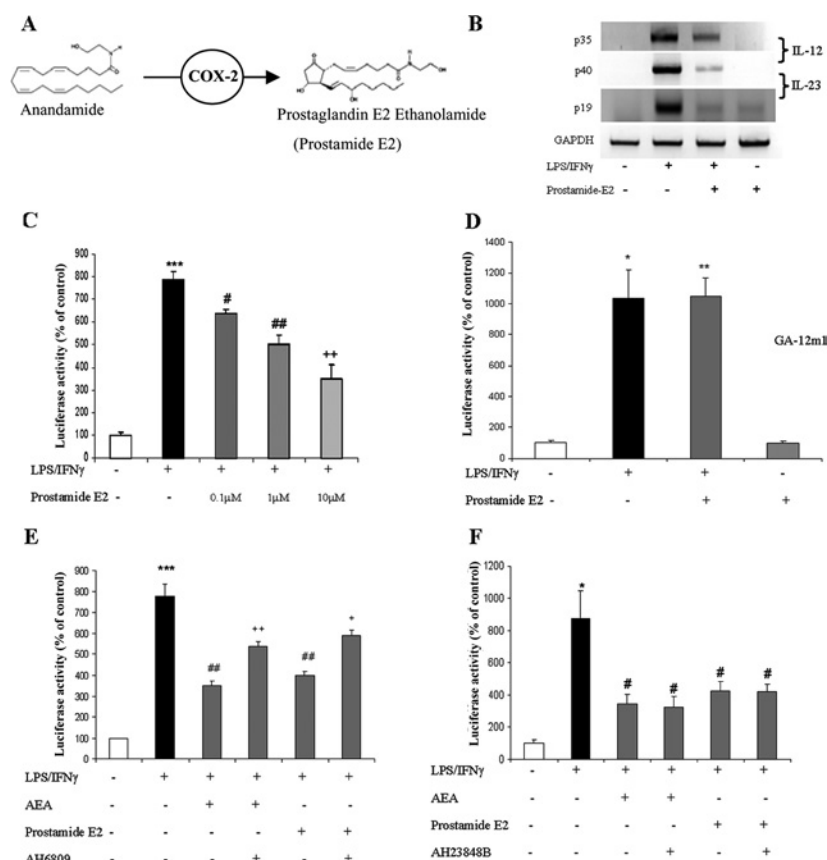 A
COX-2
Anandamide
Prostaglandin E2 Ethanolamide
(Prostamide E2)
B
p35
p40
p19
GAPDH
IL-12
IL-23
LPS/IFNγ - + + -
Prostamide-E2 - - + +
C
Luciferase activity (% of control)
900
800
700
600
500
400
300
200
100
0
***
#
##
++
LPS/IFNγ - + + + +
Prostamide E2 - - 0.1μM 1μM 10μM
D
Luciferase activity (% of control)
1400
1200
1000
800
600
400
200
0
*
**
GA-12m1
LPS/IFNγ - + + -
Prostamide E2 - - + +
E
Luciferase activity (% of control)
900
800
700
600
500
400
300
200
100
0
***
##
++
##
+
LPS/IFNγ - + + + + +
AEA - - + + - -
Prostamide E2 - - - - + +
AH6809 - - - + - +
F
Luciferase activity (% of control)
1200
1000
800
600
400
200
0
*
#
#
#
#
LPS/IFNγ - + + + + +
AEA - - + + - -
Prostamide E2 - - - - + +
AH23848B - - - + - +